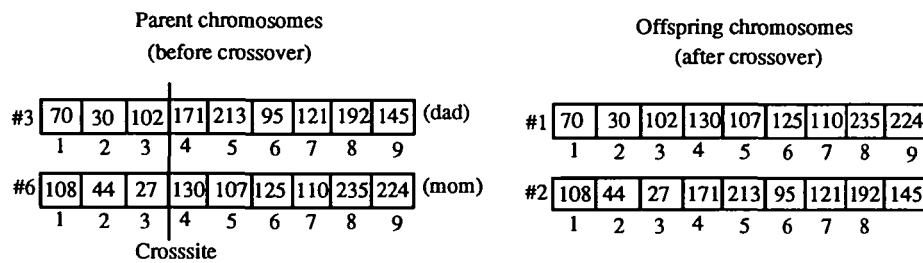 Parent chromosomes
(before crossover)
#3 70 30 102 171 213 95 121 192 145 (dad)
1 2 3 4 5 6 7 8 9
#6 108 44 27 130 107 125 110 235 224 (mom)
1 2 3 4 5 6 7 8 9
Crosssite
Offspring chromosomes
(after crossover)
#1 70 30 102 130 107 125 110 235 224
1 2 3 4 5 6 7 8 9
#2 108 44 27 171 213 95 121 192 145
1 2 3 4 5 6 7 8